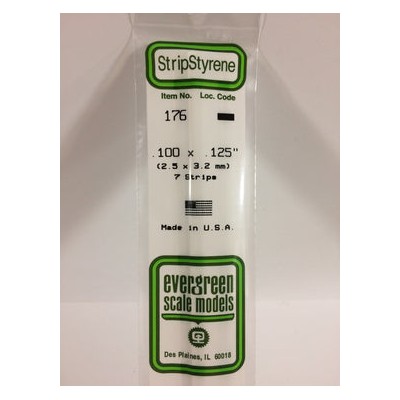 StripStyrene
Item No. Loc. Code
176
.100 x .125"
(2.5 x 3.2 mm)
7 Strips
Made in U.S.A.
evergreen
scale models
Des Plaines, IL 60018